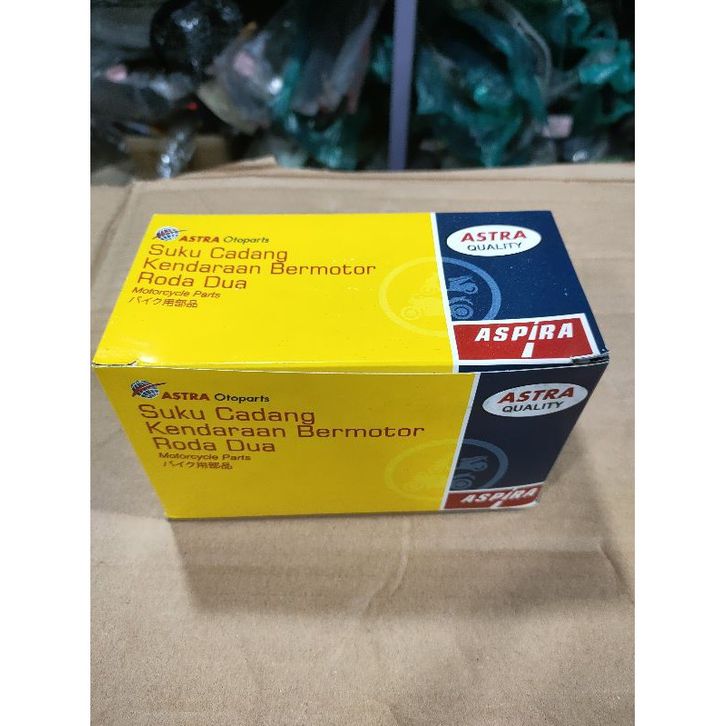 ASTRA Otoparts
Suku Cadang
Kendaraan Bermotor
Roda Dua
Motorcycle Parts
バイク用部品
ASTRA
QUALITY
ASPIRA
ASTRA Otoparts
Suku Cadang
Kendaraan Bermotor
Roda Dua
Motorcycle Parts
バイク用部品
ASTRA
QUALITY
ASPIRA